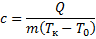 c = Q / m(Tк − T0)